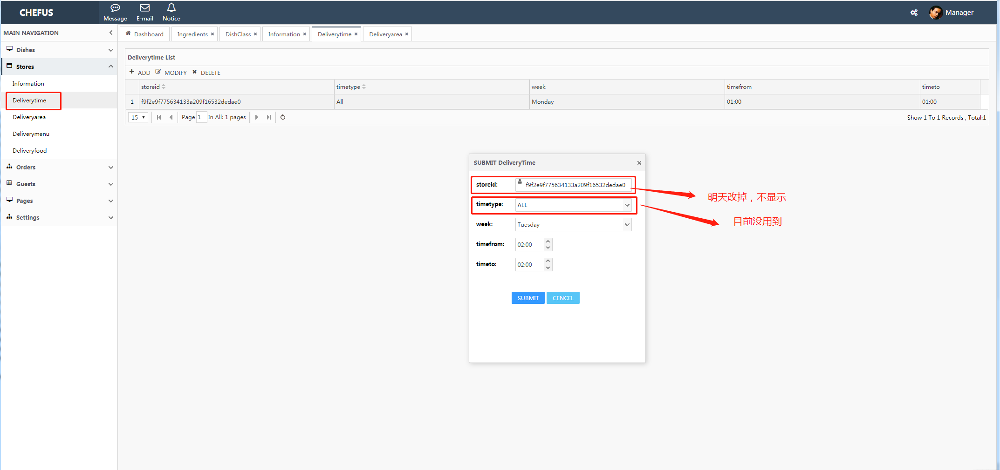 CHEFUS
Message E-mail Notice
Manager
MAIN NAVIGATION
Dashboard Ingredients DishClass Information Deliverytime Deliveryarea
Dishes
Stores
Information
Deliverytime
Deliveryarea
Deliverymenu
Deliveryfood
Orders
Guests
Pages
Settings
Deliverytime List
ADD MODIFY DELETE
storeid timetype week timefrom timeto
1 f9f2e9f775634133a209f16532dedae0 All Monday 01:00 01:00
15 Page 1 In All: 1 pages
Show 1 To 1 Records , Total:1
SUBMIT DeliveryTime
storeid: f9f2e9f775634133a209f16532dedae0
timetype: ALL
week: Tuesday
timefrom: 02:00
timeto: 02:00
SUBMIT CENCEL
明天改掉，不显示
目前没用到